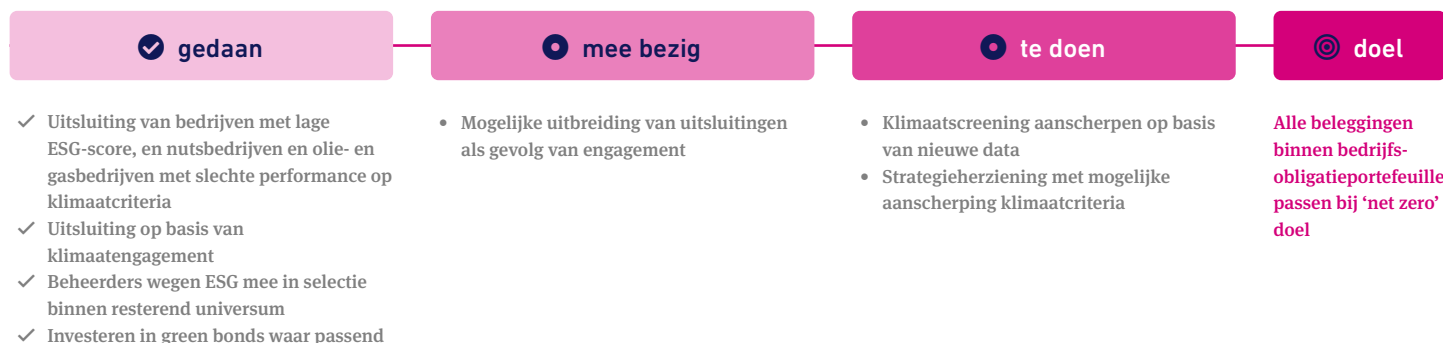 gedaan
mee bezig
te doen
doel
✓ Uitsluiting van bedrijven met lage
ESG-score, en nutsbedrijven en olie- en
gasbedrijven met slechte performance op
klimaatcriteria
✓ Uitsluiting op basis van
klimaatengagement
✓ Beheerders wegen ESG mee in selectie
binnen resterend universum
✓ Investeren in green bonds waar passend
• Mogelijke uitbreiding van uitsluitingen
als gevolg van engagement
• Klimaatscreening aanscherpen op basis
van nieuwe data
• Strategieherziening met mogelijke
aanscherping klimaatcriteria
Alle beleggingen
binnen bedrijfs-
obligatieportefeuille
passen bij ‘net zero’
doel